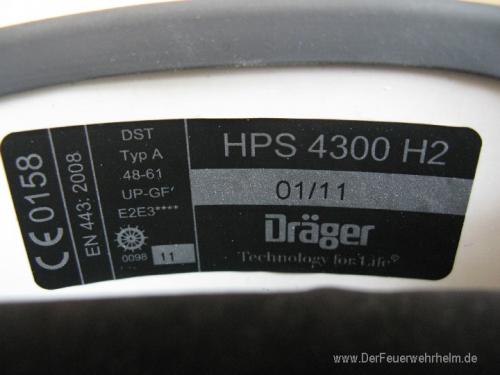 CE 0158
EN 443: 2008
DST
Typ A
48-61
UP-GF'
E2E3****
0098 11
HPS 4300 H2
01/11
Dräger
Technology for Life®
www.DerFeuerwehrhelm.de